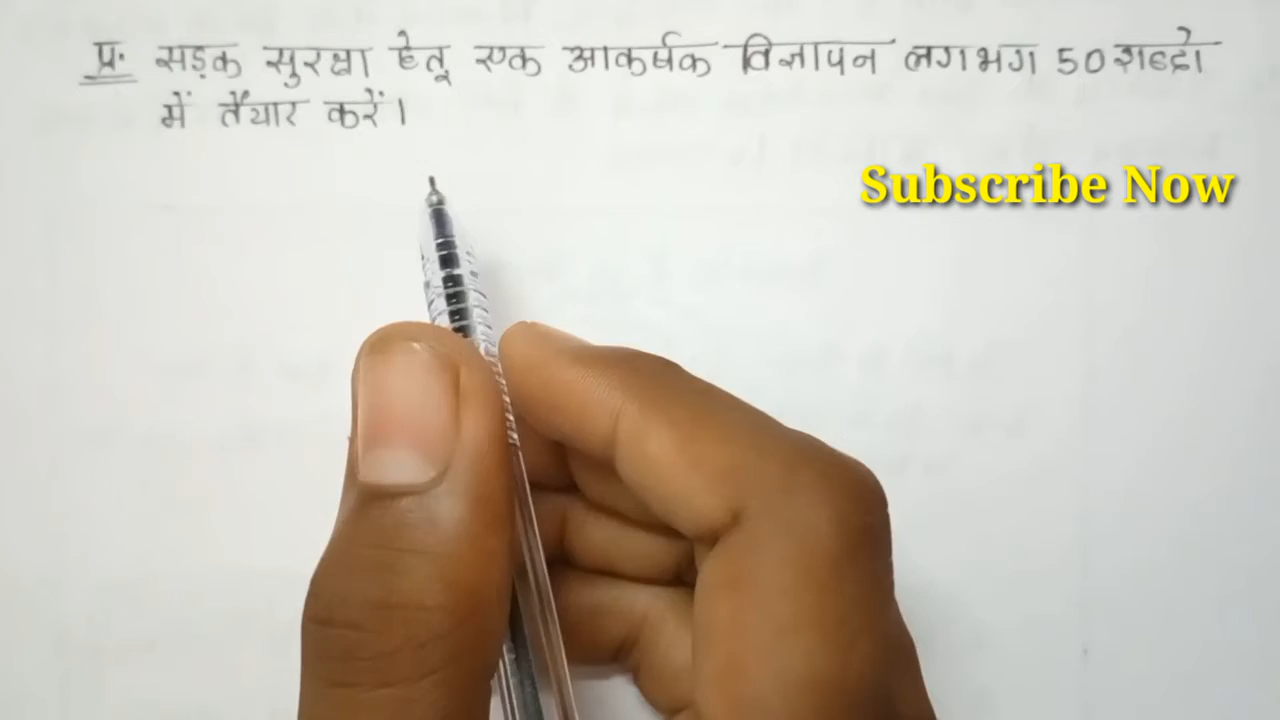 प्र. सड़क सुरक्षा हेतू एक आकर्षक विज्ञापन लगभग 50 शब्दो
में तैयार करें।
Subscribe Now